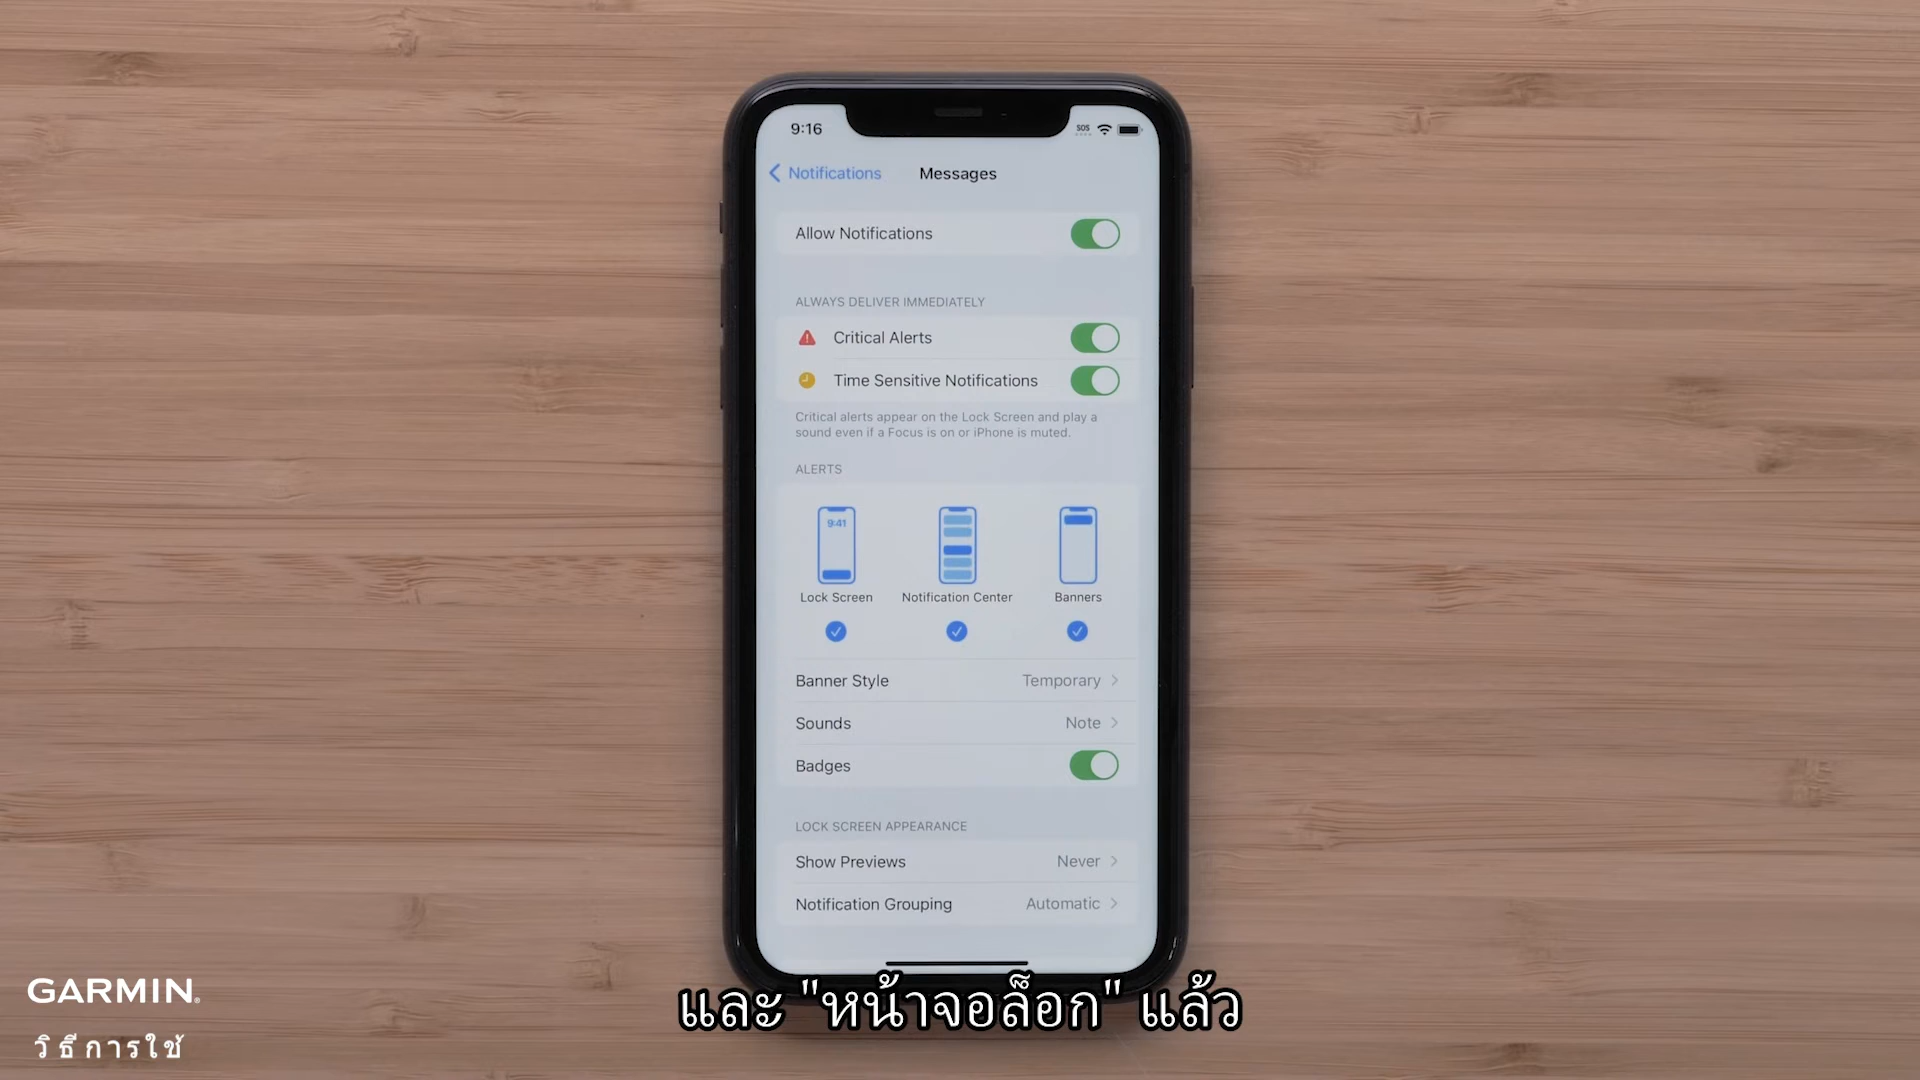 9:16
SOS
Notifications
Messages
Allow Notifications
ALWAYS DELIVER IMMEDIATELY
Critical Alerts
Time Sensitive Notifications
Critical alerts appear on the Lock Screen and play a
sound even if a Focus is on or iPhone is muted.
ALERTS
9:41
Lock Screen
Notification Center
Banners
Banner Style
Temporary
Sounds
Note
Badges
LOCK SCREEN APPEARANCE
Show Previews
Never
Notification Grouping
Automatic
และ "หน้าจอล็อก" แล้ว
GARMIN
วิธีการใช้